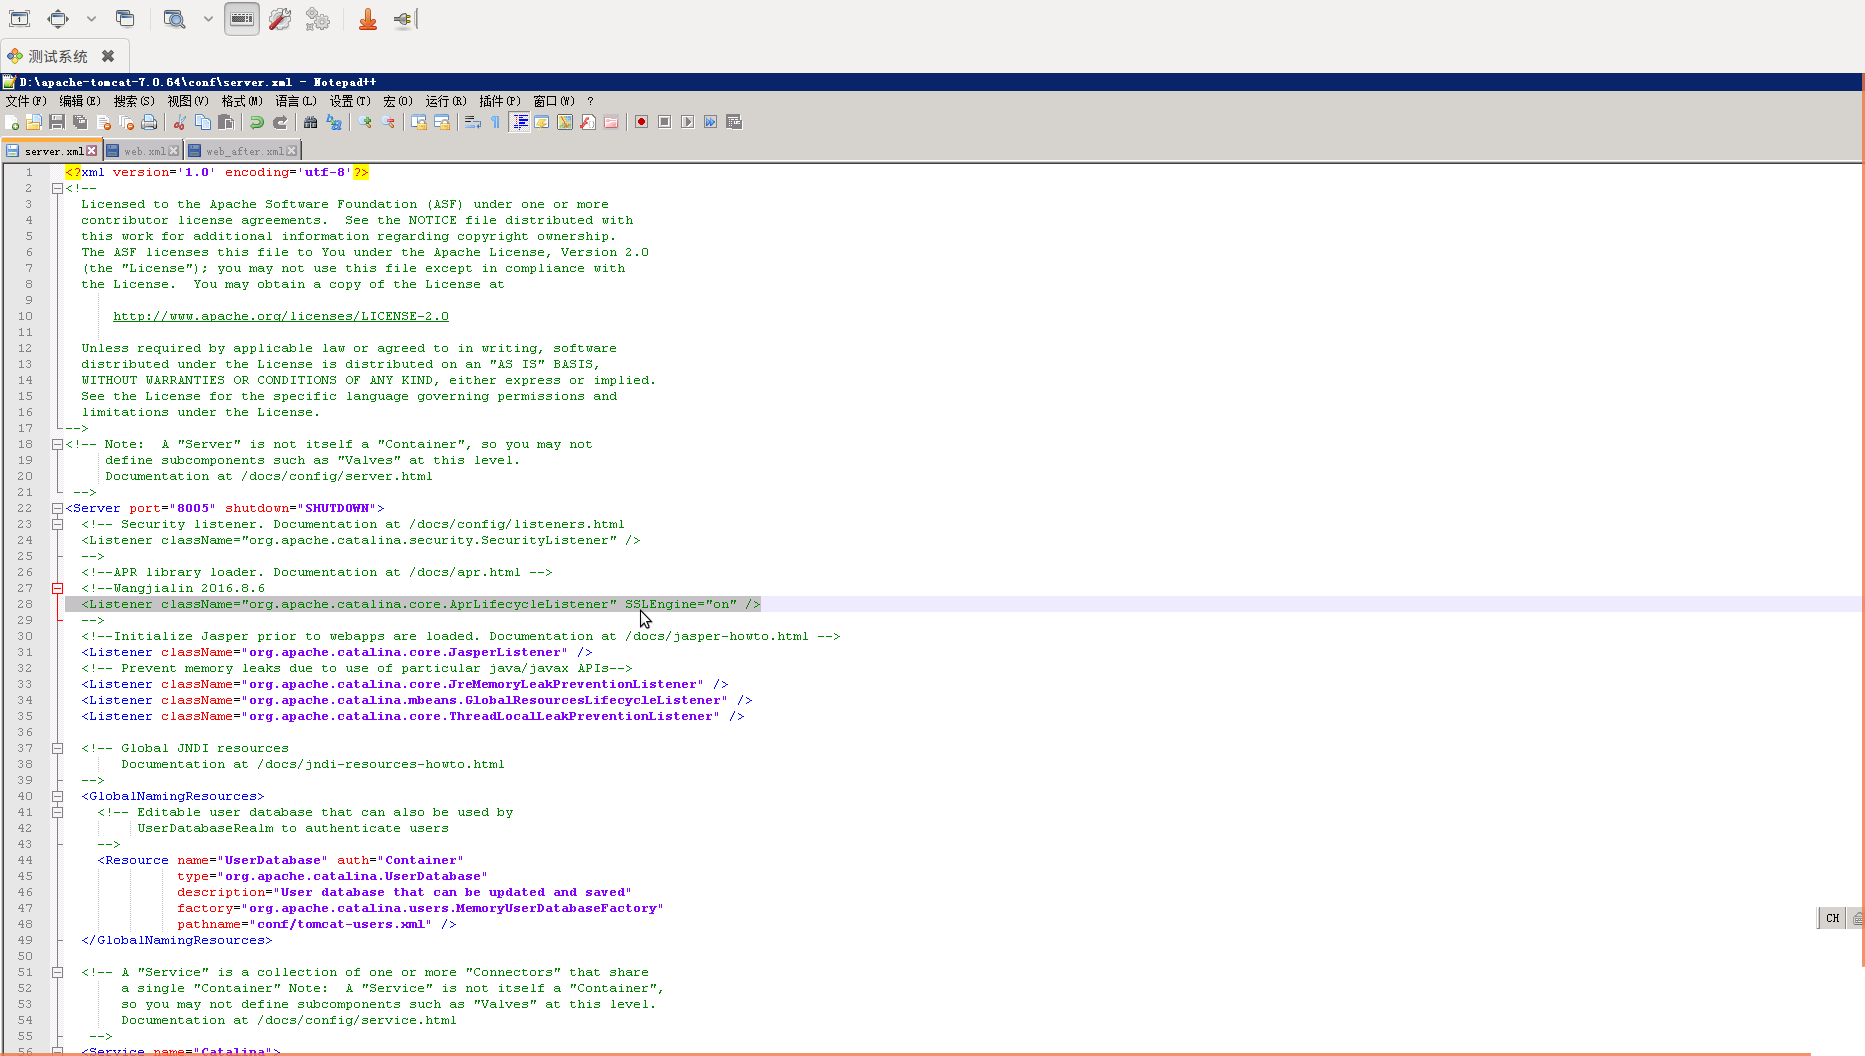 测试系统
D:\apache-tomcat-7.0.64\conf\server.xml - Notepad++
文件(F) 编辑(E) 搜索(S) 视图(V) 格式(M) 语言(L) 设置(T) 宏(O) 运行(R) 插件(P) 窗口(W) ?
server.xml web.xml web_after.xml
1 <?xml version='1.0' encoding='utf-8'?>
2 <!--
3 Licensed to the Apache Software Foundation (ASF) under one or more
4 contributor license agreements. See the NOTICE file distributed with
5 this work for additional information regarding copyright ownership.
6 The ASF licenses this file to You under the Apache License, Version 2.0
7 (the "License"); you may not use this file except in compliance with
8 the License. You may obtain a copy of the License at
9
10 http://www.apache.org/licenses/LICENSE-2.0
11
12 Unless required by applicable law or agreed to in writing, software
13 distributed under the License is distributed on an "AS IS" BASIS,
14 WITHOUT WARRANTIES OR CONDITIONS OF ANY KIND, either express or implied.
15 See the License for the specific language governing permissions and
16 limitations under the License.
17 -->
18 <!-- Note: A "Server" is not itself a "Container", so you may not
19 define subcomponents such as "Valves" at this level.
20 Documentation at /docs/config/server.html
21 -->
22 <Server port="8005" shutdown="SHUTDOWN">
23 <!-- Security listener. Documentation at /docs/config/listeners.html
24 <Listener className="org.apache.catalina.security.SecurityListener" />
25 -->
26 <!--APR library loader. Documentation at /docs/apr.html -->
27 <!--Wangjialin 2016.8.6
28 <Listener className="org.apache.catalina.core.AprLifecycleListener" SSLEngine="on" />
29 -->
30 <!--Initialize Jasper prior to webapps are loaded. Documentation at /docs/jasper-howto.html -->
31 <Listener className="org.apache.catalina.core.JasperListener" />
32 <!-- Prevent memory leaks due to use of particular java/javax APIs-->
33 <Listener className="org.apache.catalina.core.JreMemoryLeakPreventionListener" />
34 <Listener className="org.apache.catalina.mbeans.GlobalResourcesLifecycleListener" />
35 <Listener className="org.apache.catalina.core.ThreadLocalLeakPreventionListener" />
36
37 <!-- Global JNDI resources
38 Documentation at /docs/jndi-resources-howto.html
39 -->
40 <GlobalNamingResources>
41 <!-- Editable user database that can also be used by
42 UserDatabaseRealm to authenticate users
43 -->
44 <Resource name="UserDatabase" auth="Container"
45 type="org.apache.catalina.UserDatabase"
46 description="User database that can be updated and saved"
47 factory="org.apache.catalina.users.MemoryUserDatabaseFactory"
48 pathname="conf/tomcat-users.xml" />
49 </GlobalNamingResources>
50
51 <!-- A "Service" is a collection of one or more "Connectors" that share
52 a single "Container" Note: A "Service" is not itself a "Container",
53 so you may not define subcomponents such as "Valves" at this level.
54 Documentation at /docs/config/service.html
55 -->
56 <Service name="Catalina">
CH